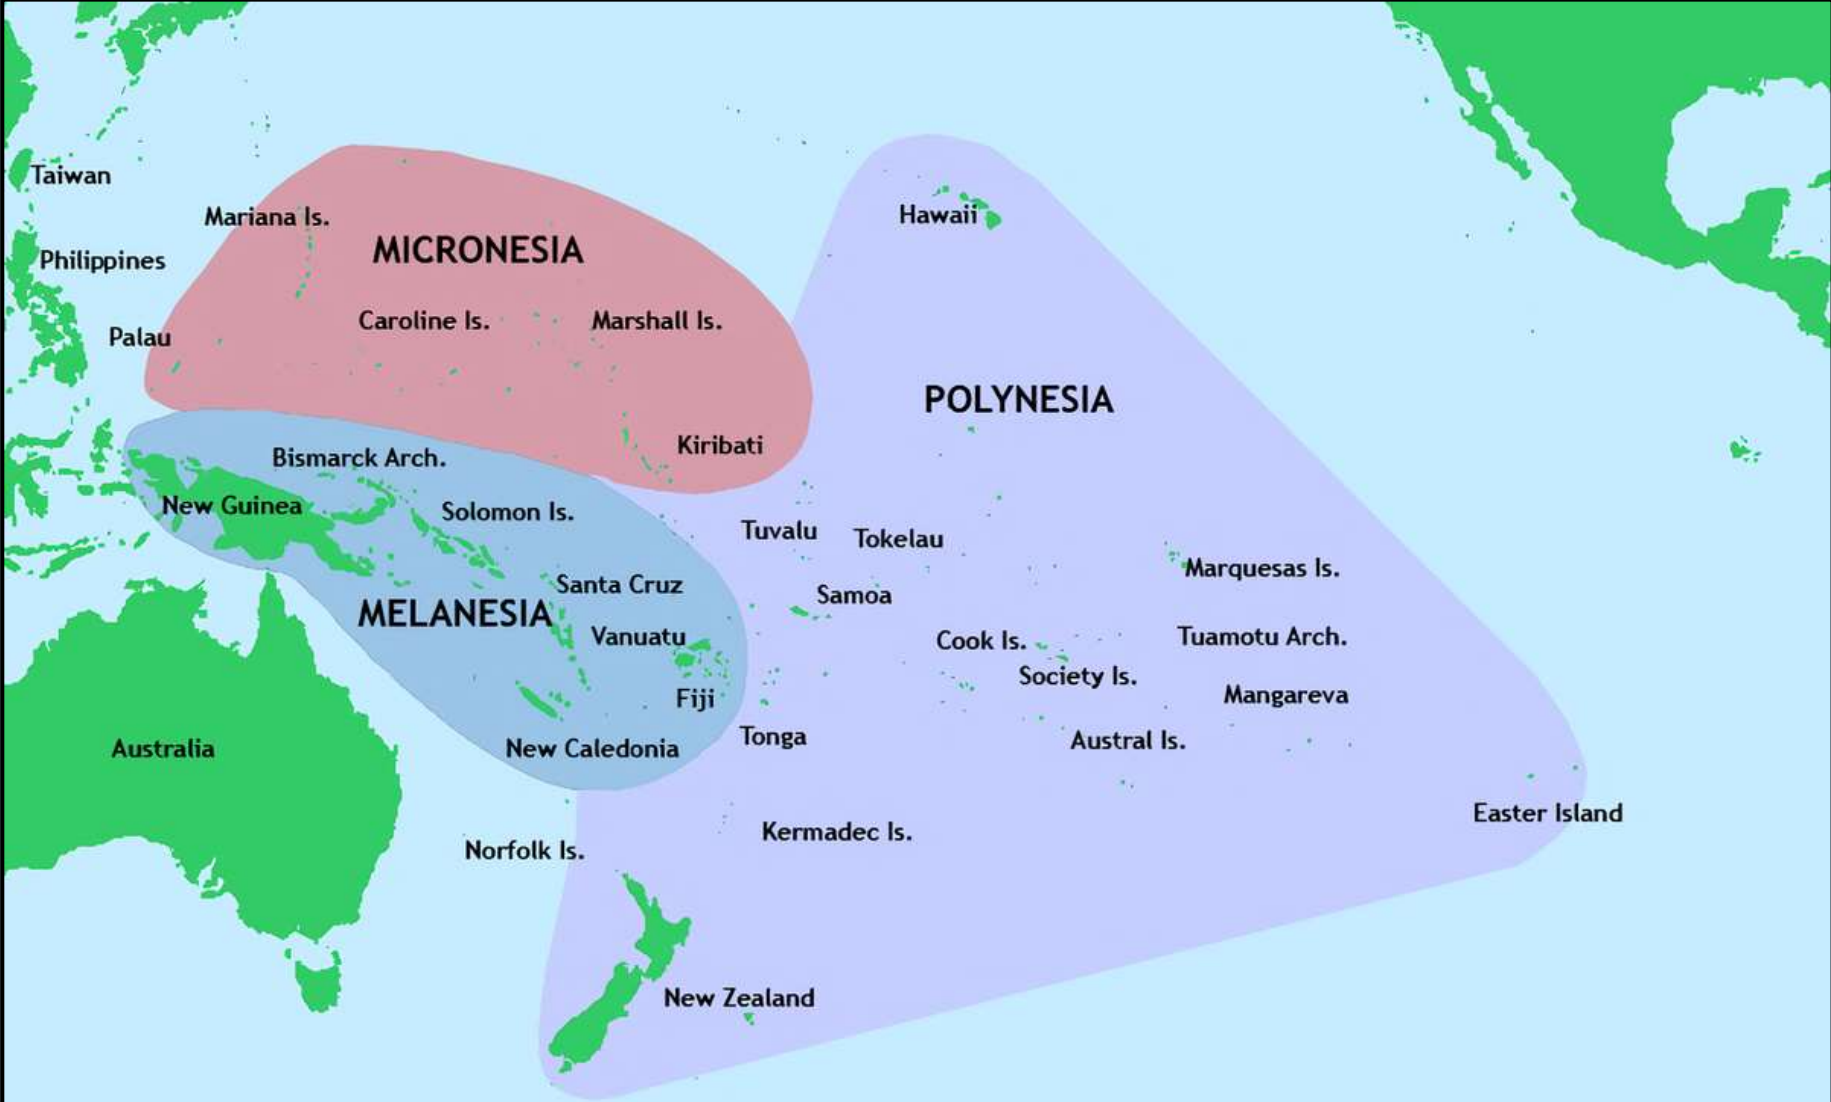 Taiwan
Hawaii
Mariana Is.
MICRONESIA
Philippines
Caroline Is.
Marshall Is.
Palau
POLYNESIA
Kiribati
Bismarck Arch.
New Guinea
Solomon Is.
Tuvalu
Tokelau
Marquesas Is.
Santa Cruz
Samoa
MELANESIA
Vanuatu
Cook Is.
Tuamotu Arch.
Society Is.
Fiji
Mangareva
Tonga
Austral Is.
Australia
New Caledonia
Easter Island
Kermadec Is.
Norfolk Is.
New Zealand